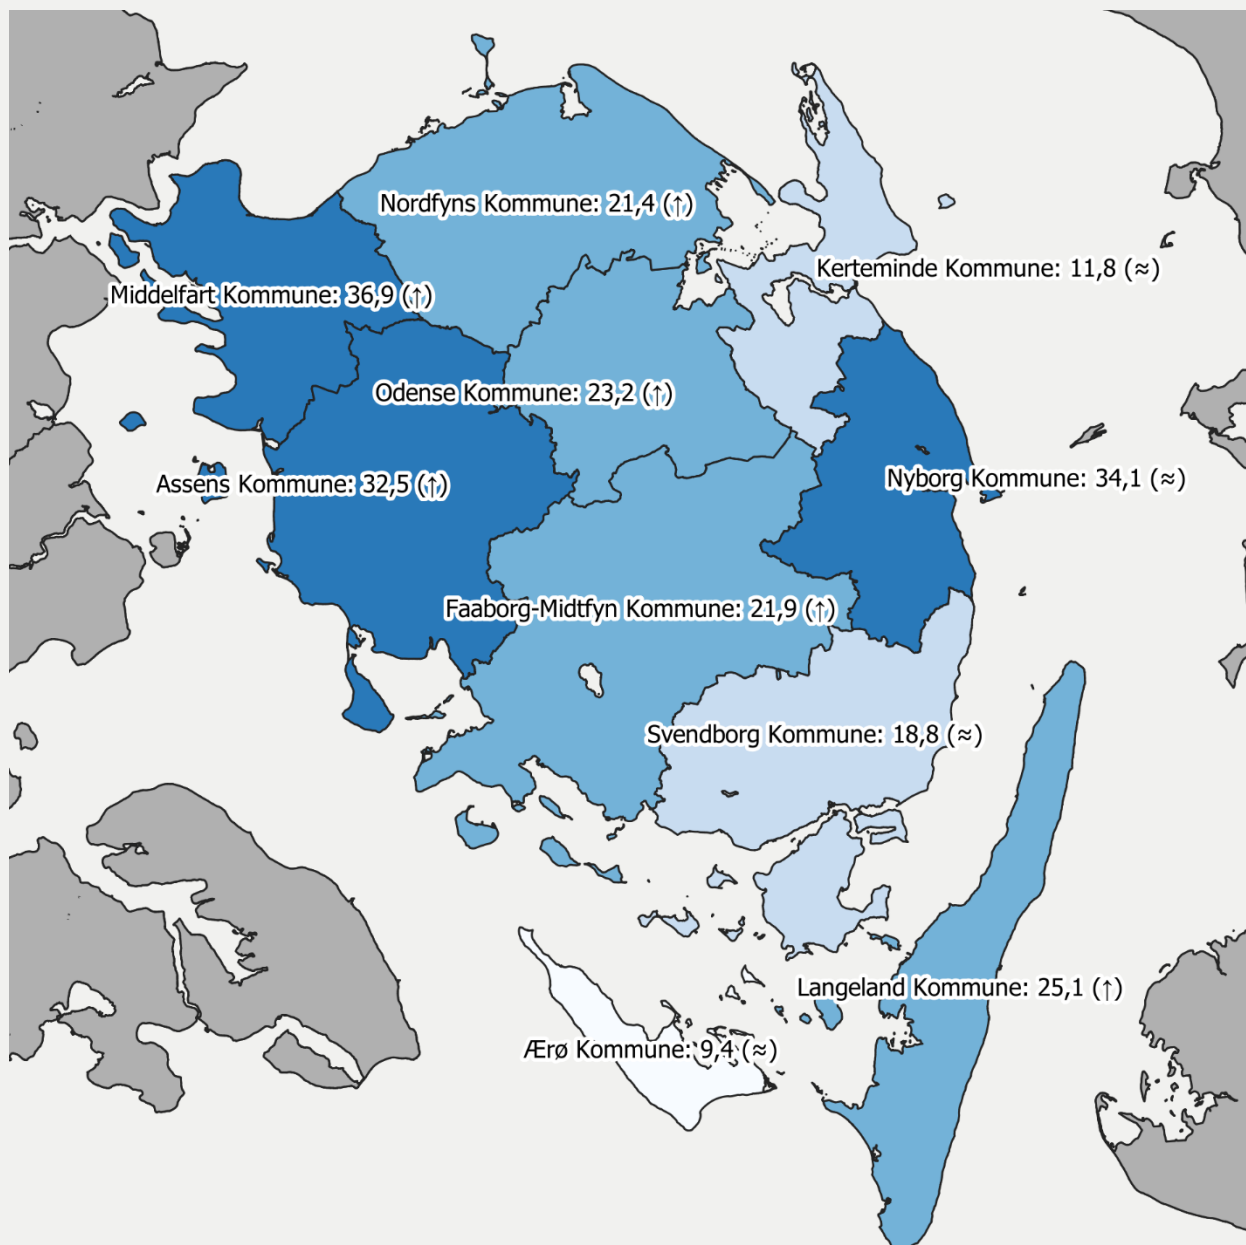 Nordfyns Kommune: 21,4 (↑)
Kerteminde Kommune: 11,8 (≈)
Middelfart Kommune: 36,9 (↑)
Odense Kommune: 23,2 (↑)
Assens Kommune: 32,5 (↑)
Nyborg Kommune: 34,1 (≈)
Faaborg-Midtfyn Kommune: 21,9 (↑)
Svendborg Kommune: 18,8 (≈)
Langeland Kommune: 25,1 (↑)
Ærø Kommune: 9,4 (≈)